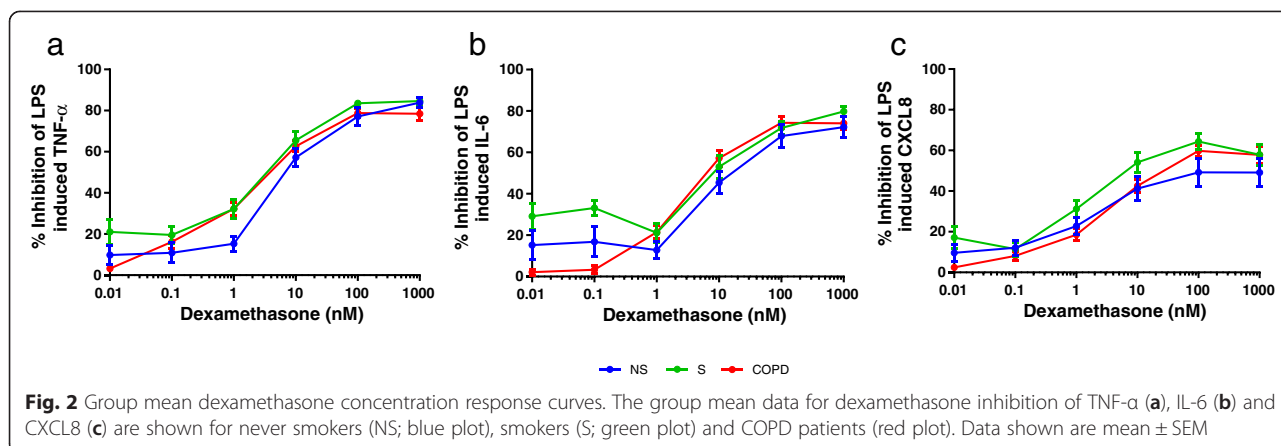 a
% Inhibition of LPS
induced TNF-α
100
80
60
40
20
0
0.01 0.1 1 10 100 1000
Dexamethasone (nM)
b
% Inhibition of LPS
induced IL-6
100
80
60
40
20
0
0.01 0.1 1 10 100 1000
Dexamethasone (nM)
c
% Inhibition of LPS
induced CXCL8
100
80
60
40
20
0
0.01 0.1 1 10 100 1000
Dexamethasone (nM)
NS S COPD
Fig. 2 Group mean dexamethasone concentration response curves. The group mean data for dexamethasone inhibition of TNF-α (a), IL-6 (b) and
CXCL8 (c) are shown for never smokers (NS; blue plot), smokers (S; green plot) and COPD patients (red plot). Data shown are mean ± SEM